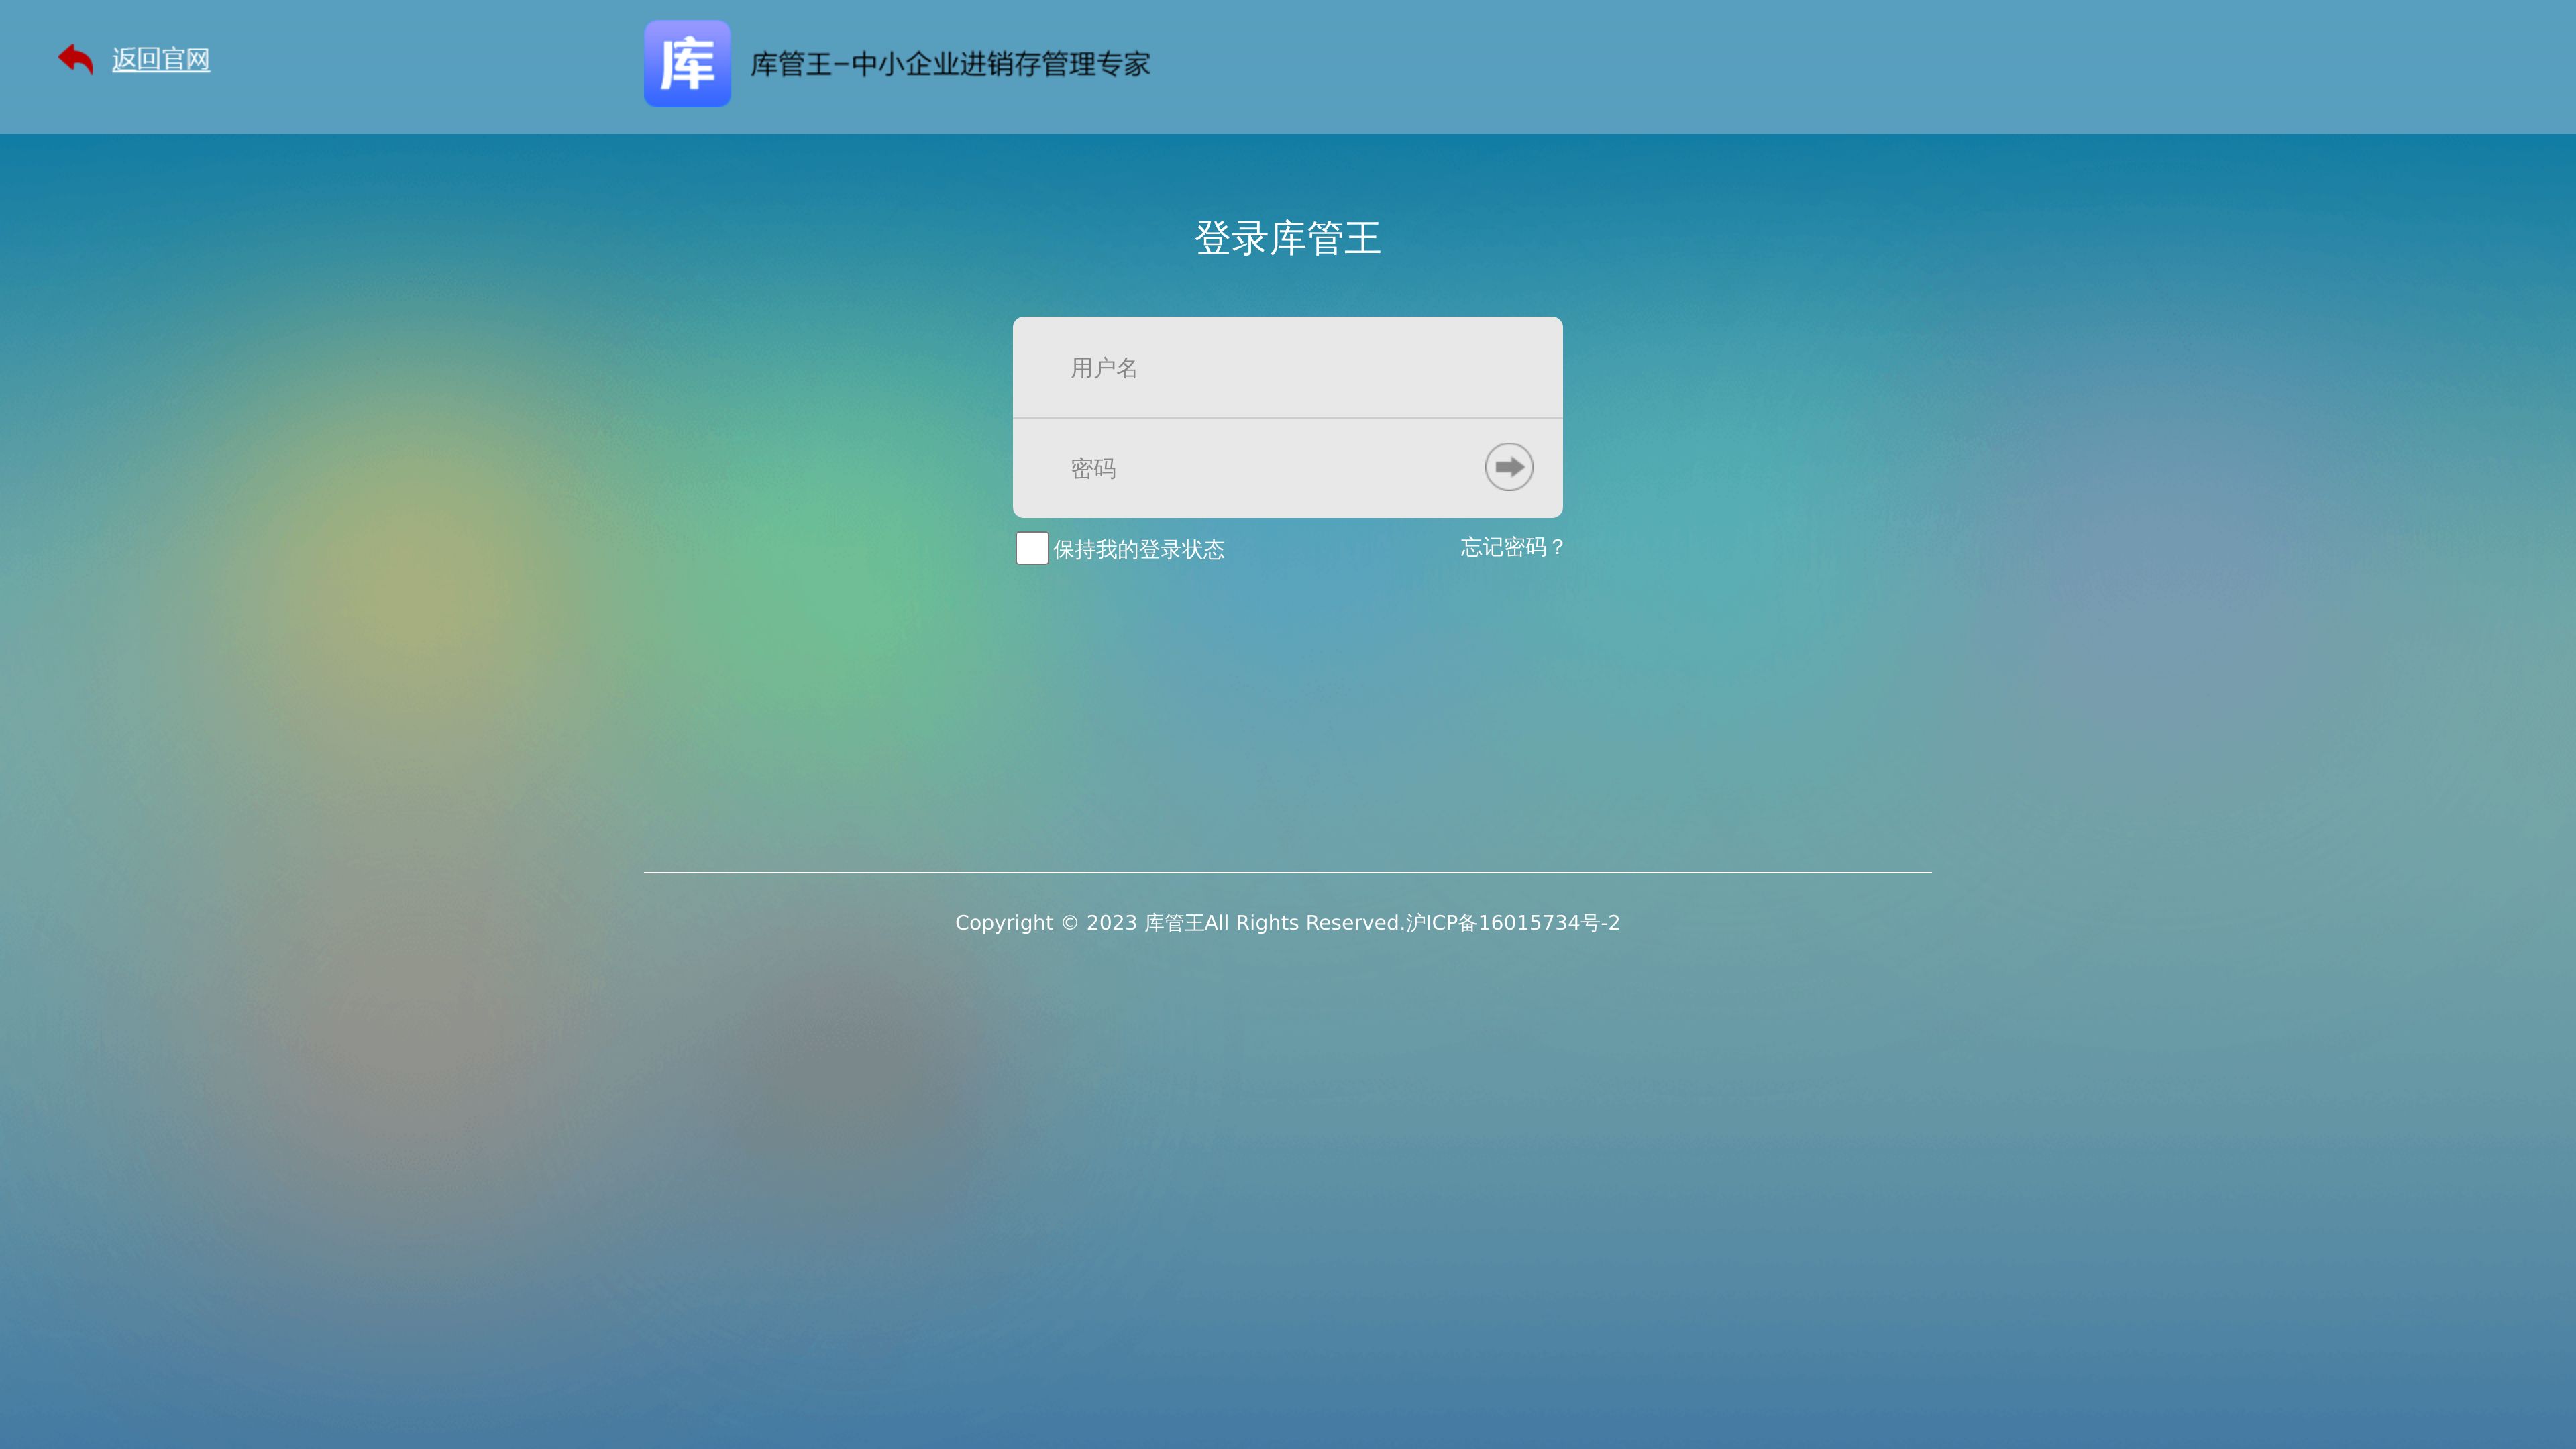 返回官网
库
库管王-中小企业进销存管理专家
登录库管王
用户名
密码
保持我的登录状态
忘记密码？
Copyright © 2023 库管王All Rights Reserved.沪ICP备16015734号-2